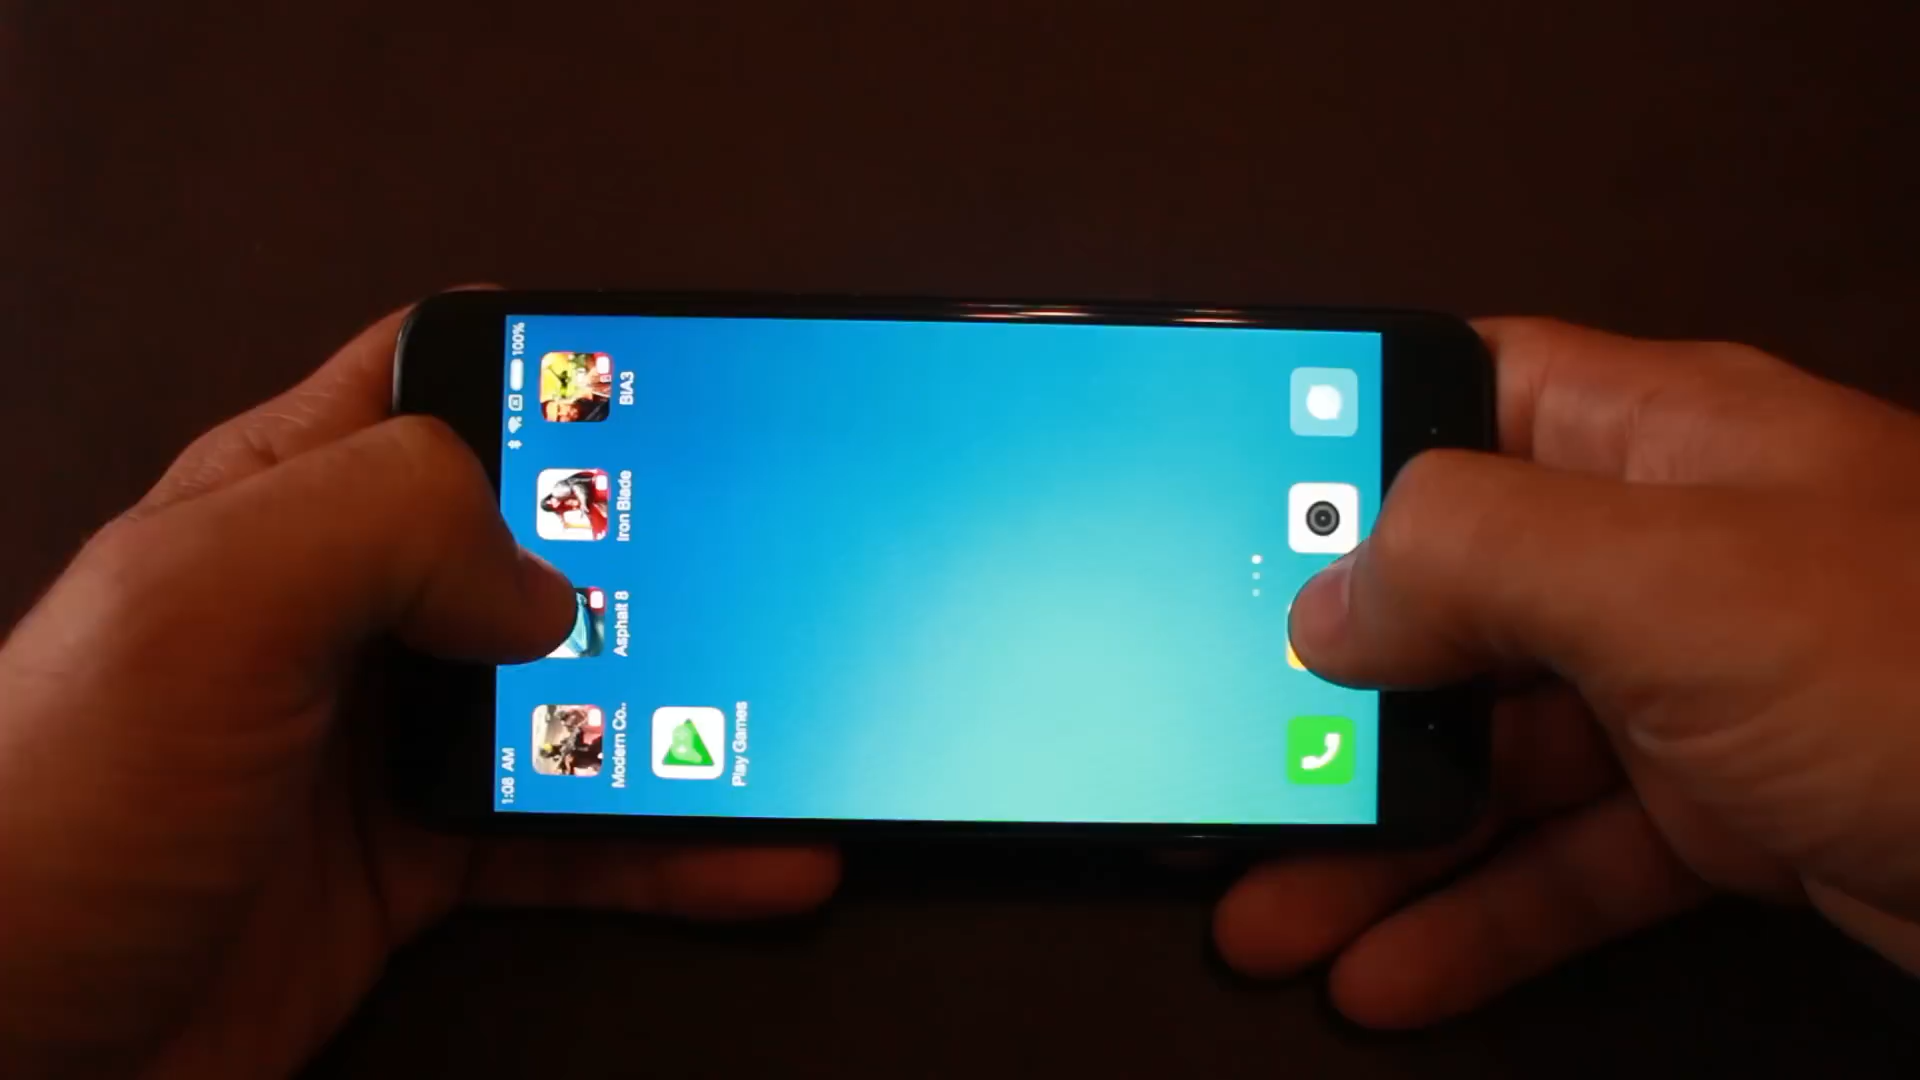 1:08 AM
100%
Modern Co..
Asphalt 8
Iron Blade
BIA3
Play Games